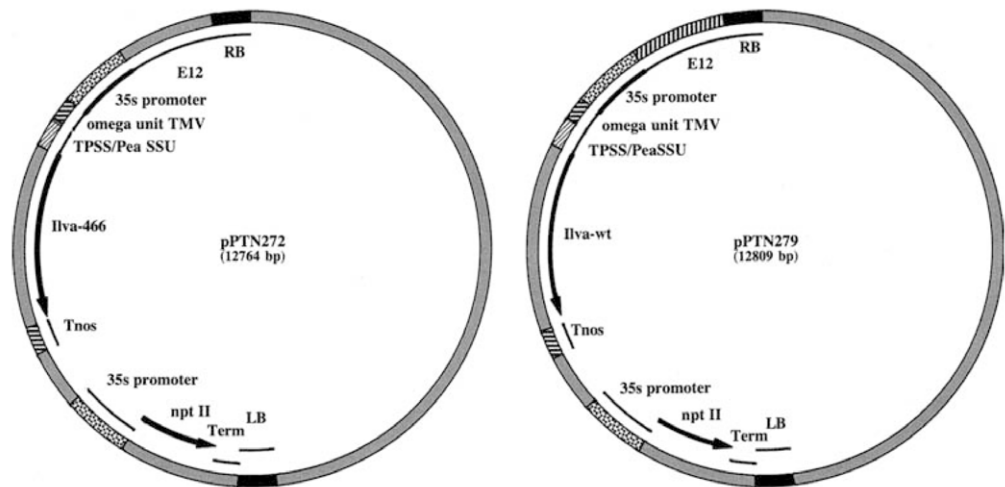 RB
E12
35s promoter
omega unit TMV
TPSS/Pea SSU
Ilva-466
pPTN272
(12764 bp)
Tnos
35s promoter
npt II
LB
Term
RB
E12
35s promoter
omega unit TMV
TPSS/PeaSSU
Ilva-wt
pPTN279
(12809 bp)
Tnos
35s promoter
npt II
LB
Term